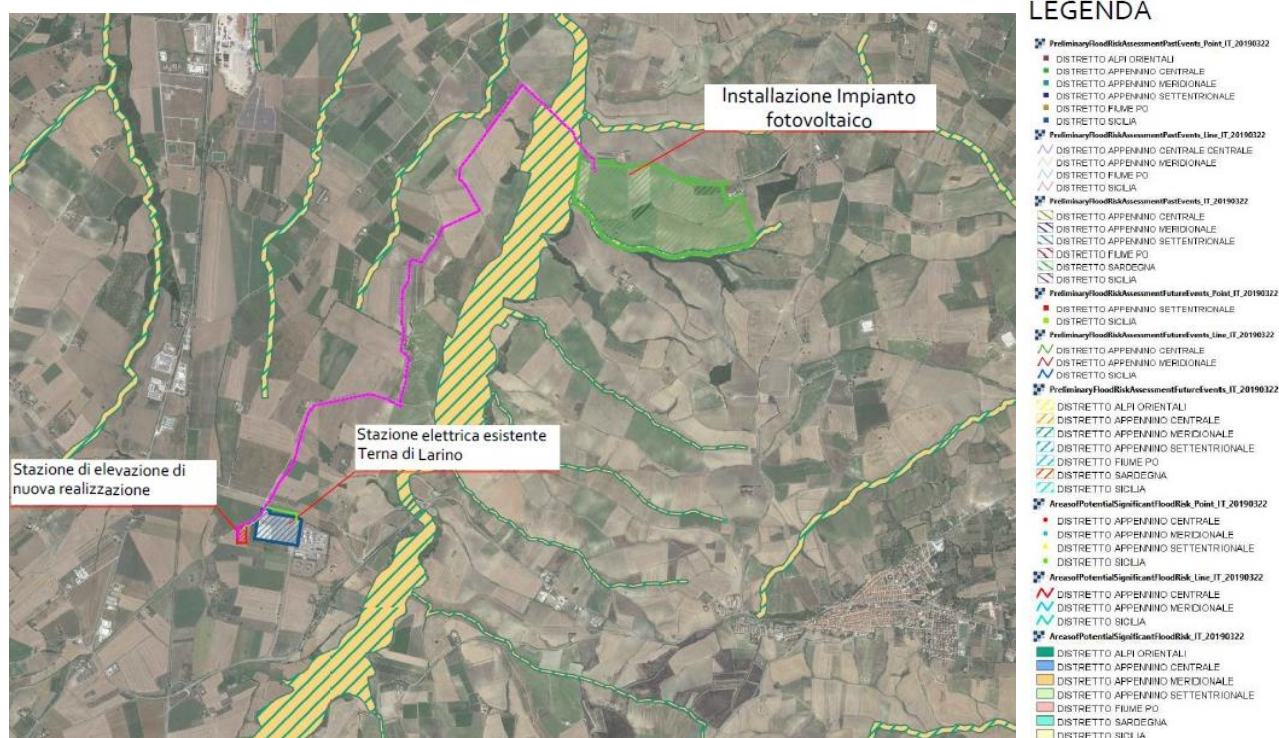 LEGENDA
Installazione Impianto
fotovoltaico
Stazione elettrica esistente
Terna di Larino
Stazione di elevazione di
nuova realizzazione
PreliminaryFloodRiskAssessmentPastEvents_Point_IT_20190322
DISTRETTO ALPI ORIENTALI
DISTRETTO APPENNINO CENTRALE
DISTRETTO APPENNINO MERIDIONALE
DISTRETTO APPENNINO SETTENTRIONALE
DISTRETTO FIUME PO
DISTRETTO SICILIA
PreliminaryFloodRiskAssessmentPastEvents_Line_IT_20190322
DISTRETTO APPENNINO CENTRALE CENTRALE
DISTRETTO APPENNINO MERIDIONALE
DISTRETTO FIUME PO
DISTRETTO SICILIA
PreliminaryFloodRiskAssessmentPastEvents_IT_20190322
DISTRETTO APPENNINO CENTRALE
DISTRETTO APPENNINO MERIDIONALE
DISTRETTO APPENNINO SETTENTRIONALE
DISTRETTO FIUME PO
DISTRETTO SARDEGNA
DISTRETTO SICILIA
PreliminaryFloodRiskAssessmentFutureEvents_Point_IT_20190322
DISTRETTO APPENNINO SETTENTRIONALE
DISTRETTO SICILIA
PreliminaryFloodRiskAssessmentFutureEvents_Line_IT_20190322
DISTRETTO APPENNINO CENTRALE
DISTRETTO APPENNINO MERIDIONALE
DISTRETTO SICILIA
PreliminaryFloodRiskAssessmentFutureEvents_IT_20190322
DISTRETTO ALPI ORIENTALI
DISTRETTO APPENNINO CENTRALE
DISTRETTO APPENNINO MERIDIONALE
DISTRETTO APPENNINO SETTENTRIONALE
DISTRETTO FIUME PO
DISTRETTO SARDEGNA
DISTRETTO SICILIA
AreasofPotentialSignificantFloodRisk_Point_IT_20190322
DISTRETTO APPENNINO CENTRALE
DISTRETTO APPENNINO MERIDIONALE
DISTRETTO APPENNINO SETTENTRIONALE
DISTRETTO SICILIA
AreasofPotentialSignificantFloodRisk_Line_IT_20190322
DISTRETTO APPENNINO CENTRALE
DISTRETTO APPENNINO MERIDIONALE
DISTRETTO SICILIA
AreasofPotentialSignificantFloodRisk_IT_20190322
DISTRETTO ALPI ORIENTALI
DISTRETTO APPENNINO CENTRALE
DISTRETTO APPENNINO MERIDIONALE
DISTRETTO APPENNINO SETTENTRIONALE
DISTRETTO FIUME PO
DISTRETTO SARDEGNA
DISTRETTO SICILIA